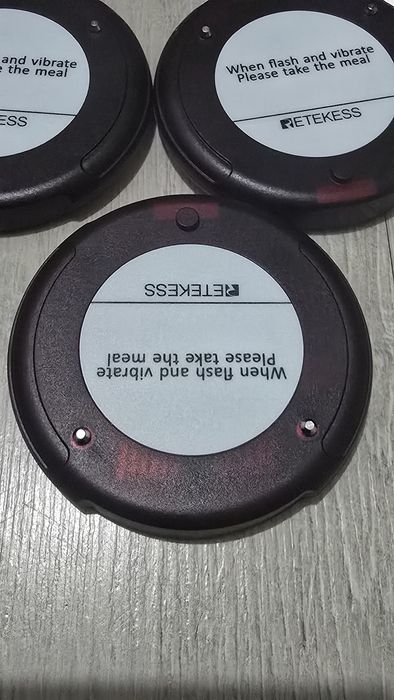 and vibrate
the meal
ESS
When flash and vibrate
Please take the meal
RETEKESS
When flash and vibrate
Please take the meal
RETEKESS